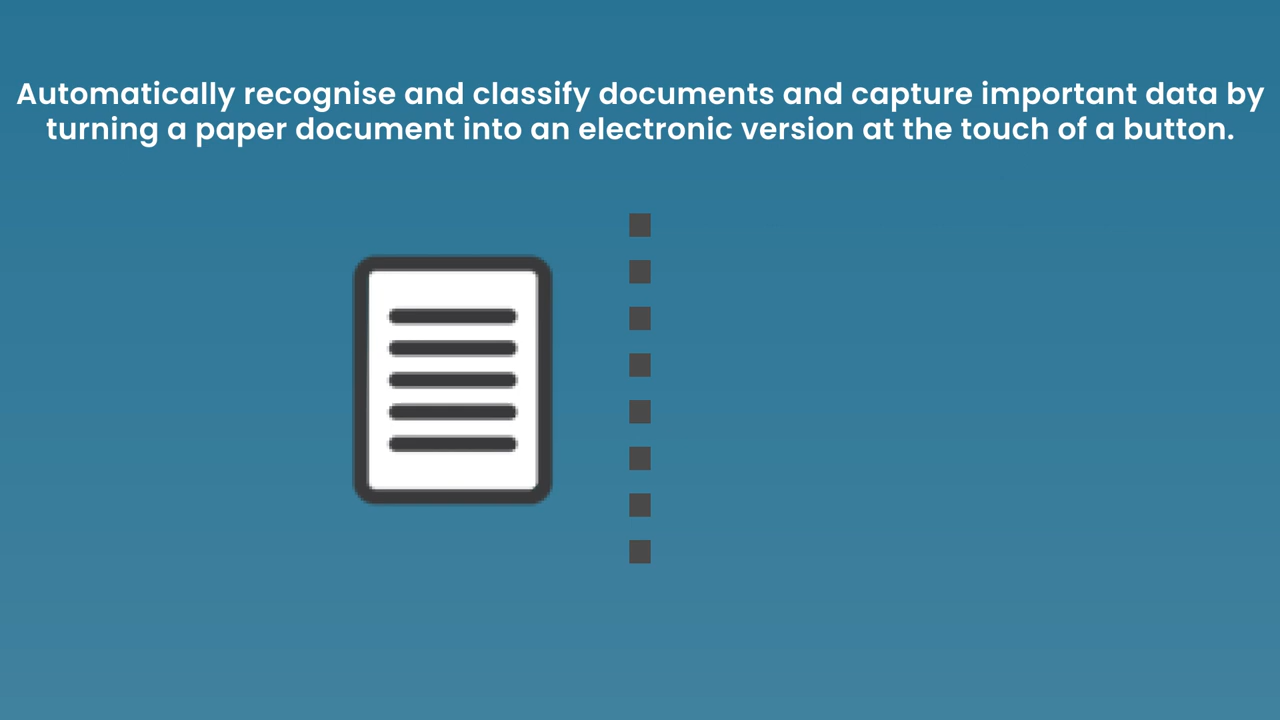 Automatically recognise and classify documents and capture important data by
turning a paper document into an electronic version at the touch of a button.